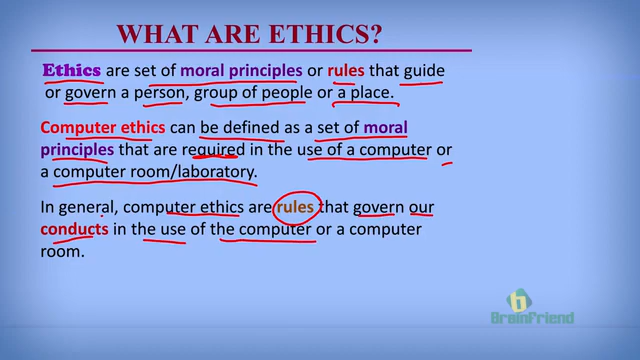 WHAT ARE ETHICS?
Ethics are set of moral principles or rules that guide
or govern a person, group of people or a place.
Computer ethics can be defined as a set of moral
principles that are required in the use of a computer or
a computer room/laboratory.
In general, computer ethics are rules that govern our
conducts in the use of the computer or a computer
room.
b
BrainFriend